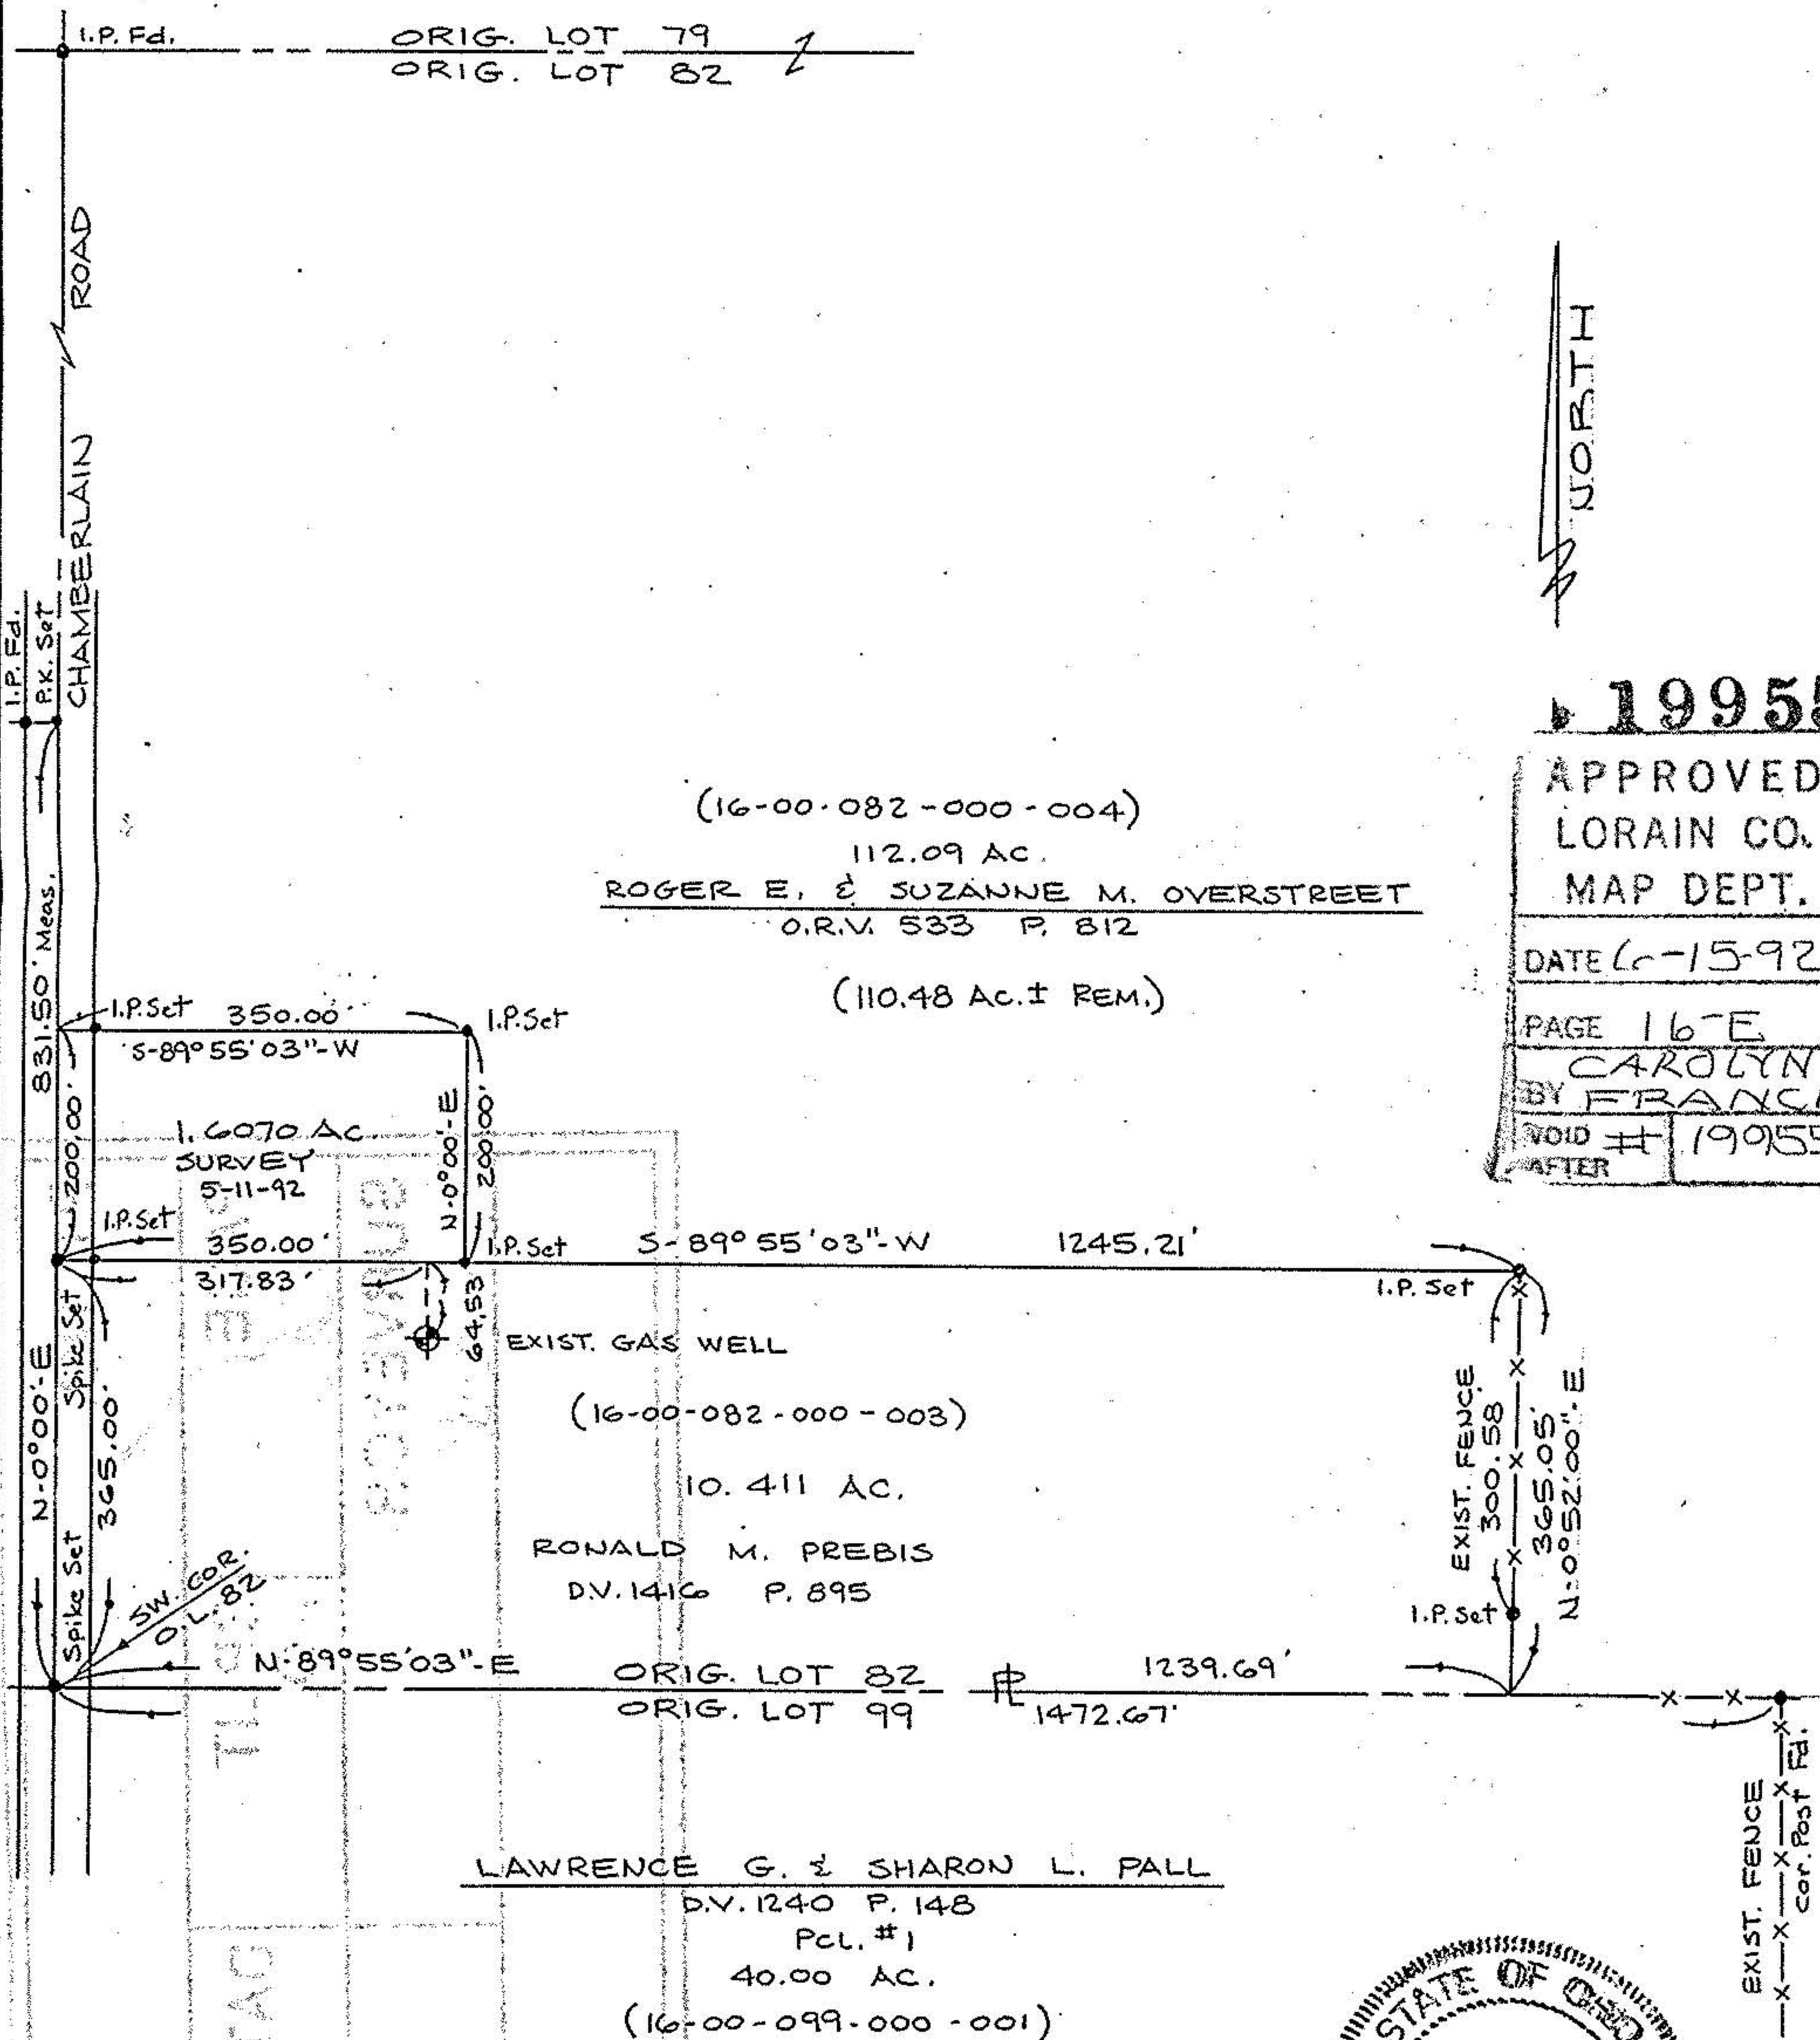 I.P. Fd.
ORIG. LOT 79
ORIG. LOT 82
CHAMBERLAIN ROAD
NORTH
I.P. Fd.
P.K. Set
19955
APPROVED
LORAIN CO.
MAP DEPT.
DATE 6-15-92
PAGE 16-E
BY CAROLYN
VOID AFTER # 19955
(16-00-082-000-004)
112.09 AC.
ROGER E. & SUZANNE M. OVERSTREET
O.R.V. 533 P. 812
(110.48 AC.± REM.)
831.50' Meas.
I.P. Set
350.00'
I.P. Set
S-89°55'03"-W
200.00'
N-0°00'-E
200.00'
1.6070 AC.
SURVEY
5-11-92
I.P. Set
350.00'
I.P. Set
S-89°55'03"-W
1245.21'
317.83'
I.P. Set
64.53
EXIST. GAS WELL
Spike Set
N-0°00'-E
365.00'
(16-00-082-000-003)
10.411 AC.
RONALD M. PREBIS
D.V. 1416 P. 895
EXIST. FENCE
300.58
365.05'
N-0°52'00"-E
I.P. Set
Spike Set
SW. COR.
O.L. 82
N-89°55'03"-E
ORIG. LOT 82
1239.69'
ORIG. LOT 99
PL
1472.67'
EXIST. FENCE
Cor. Post Fd.
LAWRENCE G. & SHARON L. PALL
D.V. 1240 P. 148
PCL. #1
40.00 AC.
(16-00-099-000-001)
STATE OF OHIO